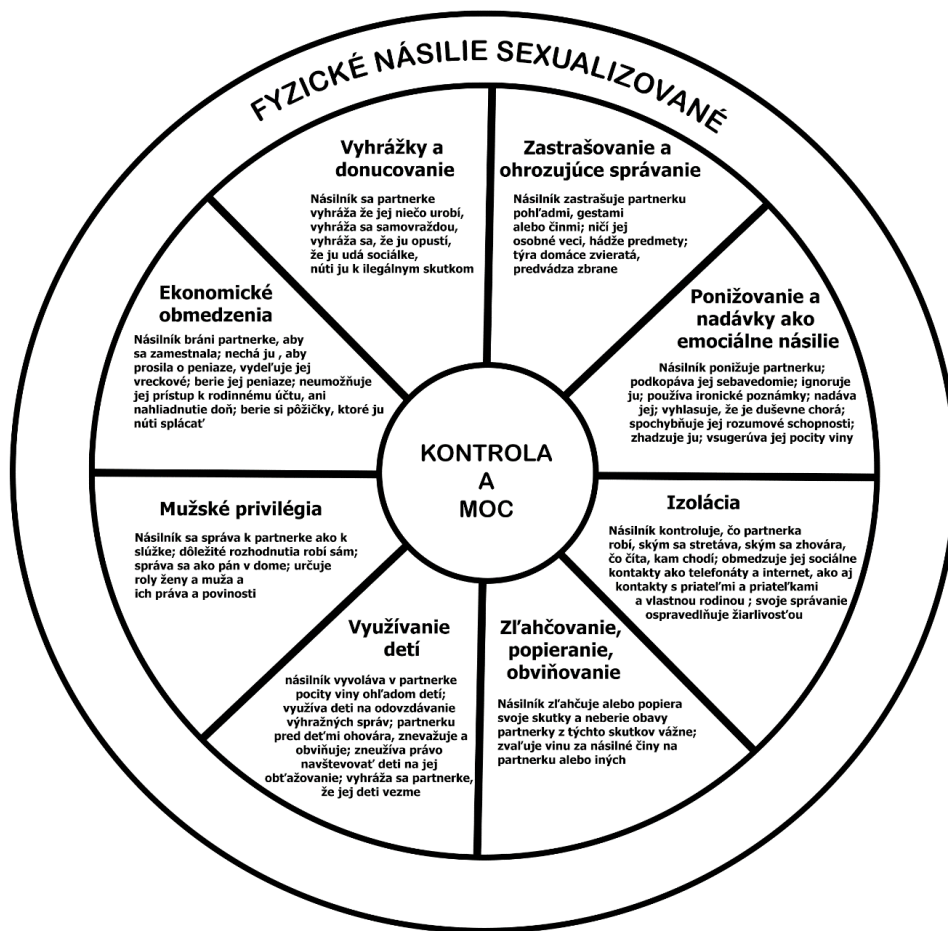 FYZICKÉ NÁSILIE SEXUALIZOVANÉ
Vyhrážky a
donucovanie
Násilník sa partnerke
vyhráža že jej niečo urobí,
vyhráža sa samovraždou,
vyhráža sa, že ju opustí,
že ju udá sociálke,
núti ju k ilegálnym skutkom
Zastrašovanie a
ohrozujúce správanie
Násilník zastrašuje partnerku
pohľadmi, gestami
alebo činmi; ničí jej
osobné veci, hádže predmety;
týra domáce zvieratá,
predvádza zbrane
Ponižovanie a
nadávky ako
emociálne násilie
Násilník ponižuje partnerku;
podkopáva jej sebavedomie; ignoruje
ju; používa ironické poznámky; nadáva
jej; vyhlasuje, že je duševne chorá;
spochybňuje jej rozumové schopnosti;
zhadzuje ju; vsugerúva jej pocity viny
Izolácia
Násilník kontroluje, čo partnerka
robí, ským sa stretáva, ským sa zhovára,
čo číta, kam chodí; obmedzuje jej sociálne
kontakty ako telefonáty a internet, ako aj
kontakty s priateľmi a priateľkami
a vlastnou rodinou ; svoje správanie
ospravedlňuje žiarlivosťou
Zľahčovanie,
popieranie,
obviňovanie
Násilník zľahčuje alebo popiera
svoje skutky a neberie obavy
partnerky z týchto skutkov vážne;
zvaľuje vinu za násilné činy na
partnerku alebo iných
Využívanie
detí
násilník vyvoláva v partnerke
pocity viny ohľadom detí;
využíva deti na odovzdávanie
výhražných správ; partnerku
pred deťmi ohovára, znevažuje a
obviňuje; zneužíva právo
navštevovať deti na jej
obťažovanie; vyhráža sa partnerke,
že jej deti vezme
Mužské privilégia
Násilník sa správa k partnerke ako k
slúžke; dôležité rozhodnutia robí sám;
správa sa ako pán v dome; určuje
roly ženy a muža a
ich práva a povinosti
Ekonomické
obmedzenia
Násilník bráni partnerke, aby
sa zamestnala; nechá ju , aby
prosila o peniaze, vydeľuje jej
vreckové; berie jej peniaze; neumožňuje
jej prístup k rodinnému účtu, ani
nahliadnutie doň; berie si pôžičky, ktoré ju
núti splácať
KONTROLA
A
MOC